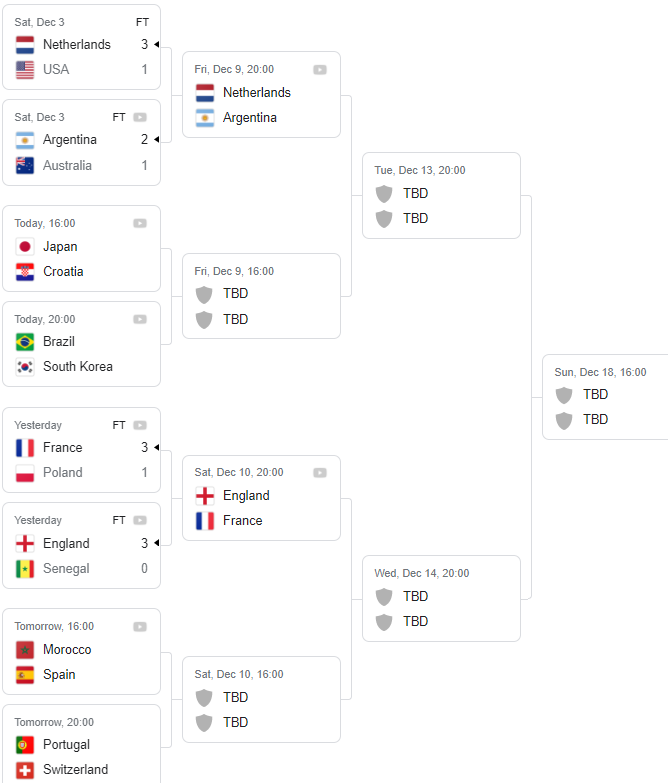 Sat, Dec 3 FT
Netherlands 3
USA 1
Sat, Dec 3 FT
Argentina 2
Australia 1
Today, 16:00
Japan
Croatia
Today, 20:00
Brazil
South Korea
Yesterday FT
France 3
Poland 1
Yesterday FT
England 3
Senegal 0
Tomorrow, 16:00
Morocco
Spain
Tomorrow, 20:00
Portugal
Switzerland
Fri, Dec 9, 20:00
Netherlands
Argentina
Fri, Dec 9, 16:00
TBD
TBD
Sat, Dec 10, 20:00
England
France
Sat, Dec 10, 16:00
TBD
TBD
Tue, Dec 13, 20:00
TBD
TBD
Wed, Dec 14, 20:00
TBD
TBD
Sun, Dec 18, 16:00
TBD
TBD